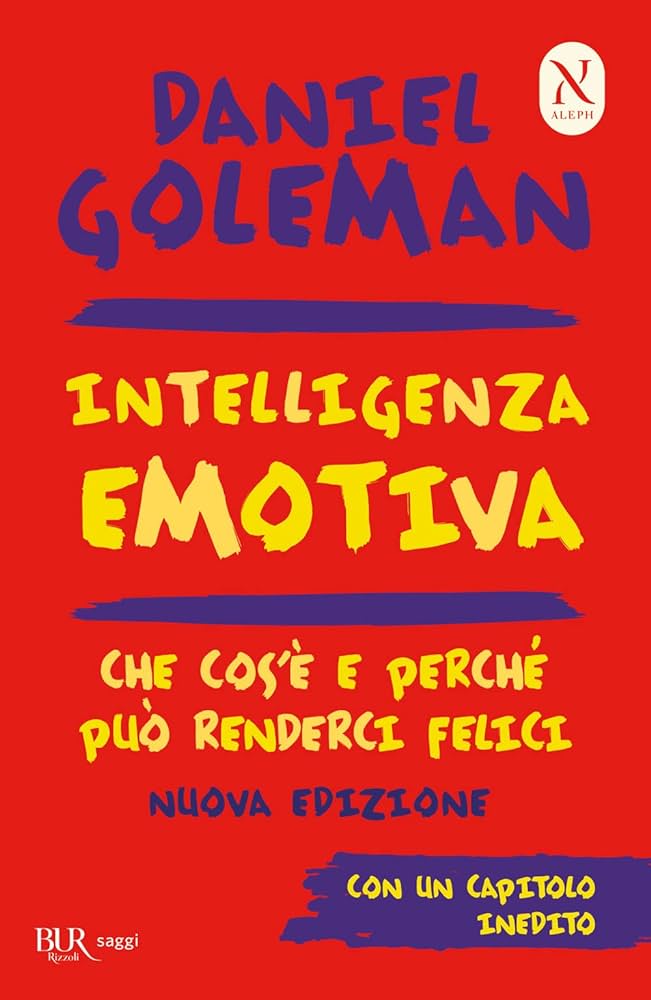 DANIEL
GOLEMAN
ALEPH
INTELLIGENZA
EMOTIVA
CHE COS'È E PERCHÉ
PUÒ RENDERCI FELICI
NUOVA EDIZIONE
CON UN CAPITOLO
INEDITO
BUR saggi
Rizzoli